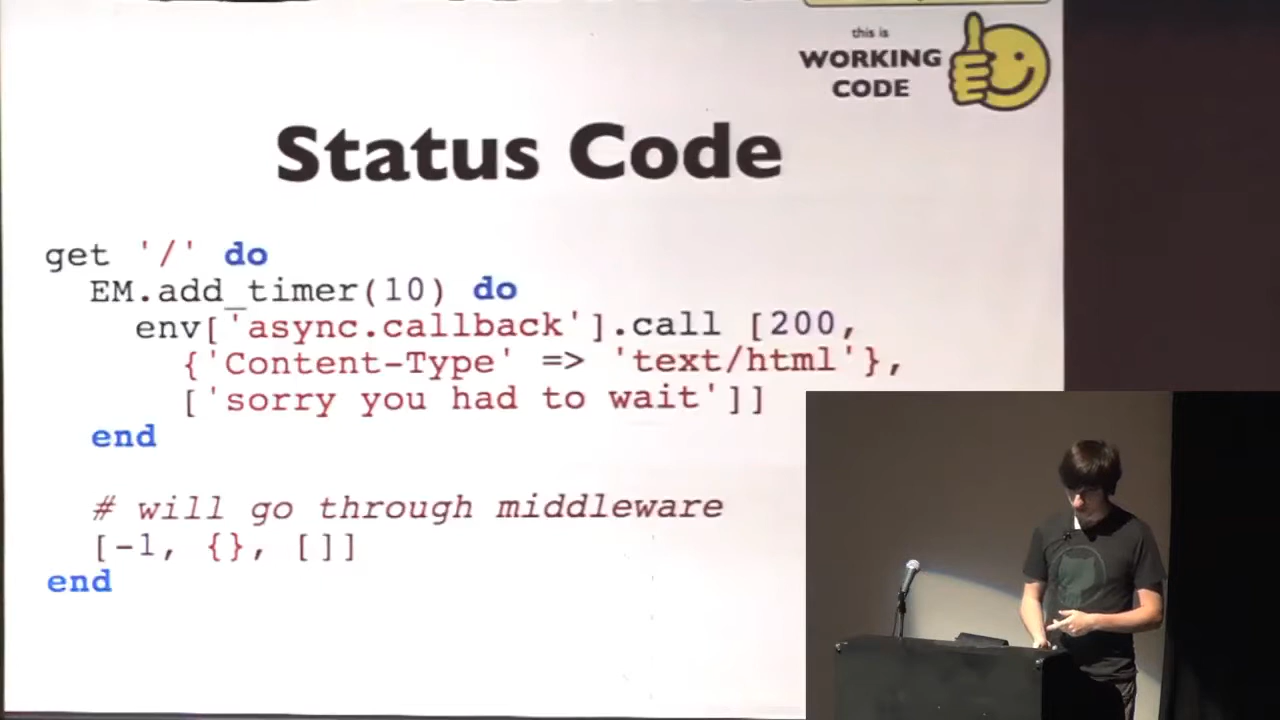 this is
WORKING
CODE
Status Code
get '/' do
  EM.add_timer(10) do
    env['async.callback'].call [200,
      {'Content-Type' => 'text/html'},
      ['sorry you had to wait']]
  end

  # will go through middleware
  [-1, {}, []]
end